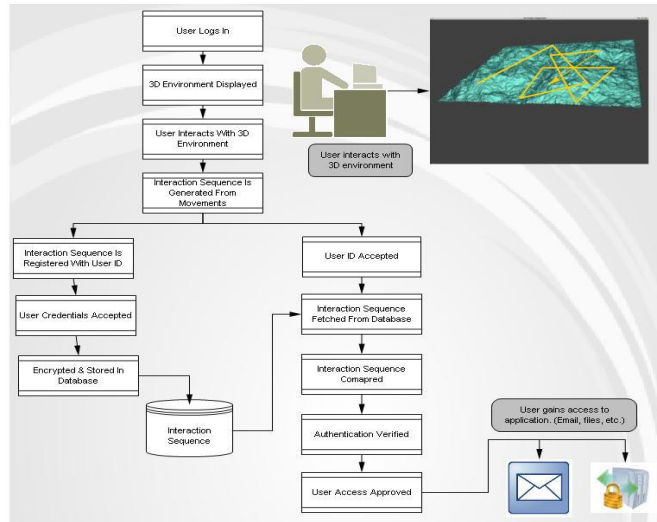 User Logs In
3D Environment Displayed
User Interacts With 3D
Environment
Interaction Sequence Is
Generated From
Movements
User interacts with
3D environment
Interaction Sequence Is
Registered With User ID
User Credentials Accepted
Encrypted & Stored In
Database
Interaction
Sequence
User ID Accepted
Interaction Sequence
Fetched From Database
Interaction Sequence
Comapred
Authentication Verified
User Access Approved
User gains access to
application. (Email, files, etc.)